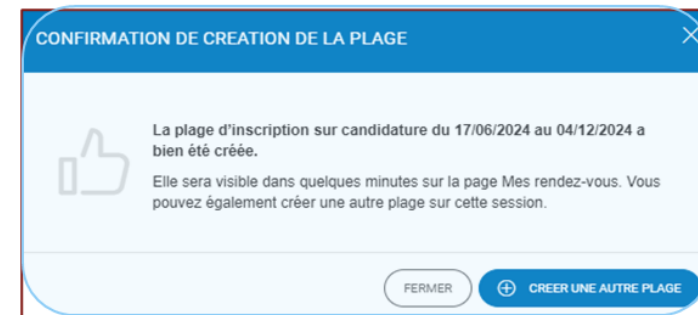 CONFIRMATION DE CREATION DE LA PLAGE
La plage d'inscription sur candidature du 17/06/2024 au 04/12/2024 a
bien été créée.
Elle sera visible dans quelques minutes sur la page Mes rendez-vous. Vous
pouvez également créer une autre plage sur cette session.
FERMER
CREER UNE AUTRE PLAGE